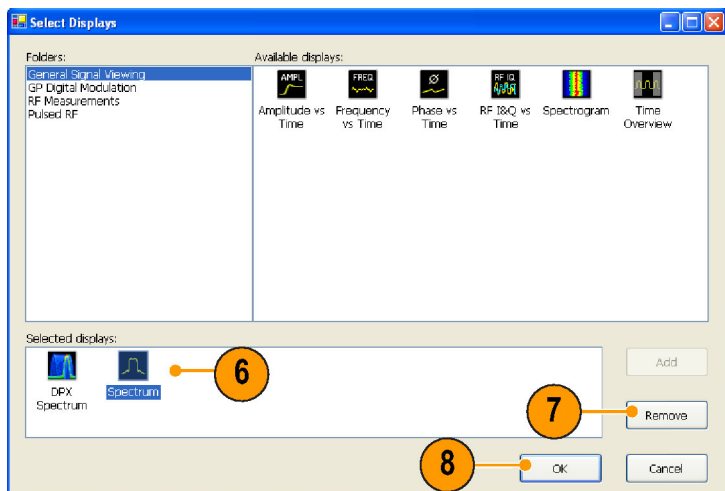 Select Displays
Folders:
General Signal Viewing
GP Digital Modulation
RF Measurements
Pulsed RF
Available displays:
AMPL
FREQ
Ø
RF IQ
Amplitude vs Time
Frequency vs Time
Phase vs Time
RF I&Q vs Time
Spectrogram
Time Overview
Selected displays:
DPX Spectrum
Spectrum
6
Add
7
Remove
8
OK
Cancel